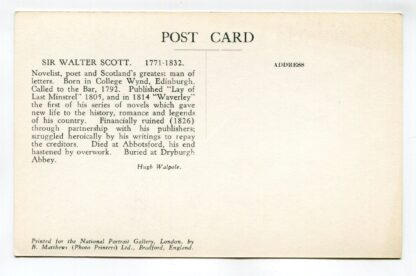 POST CARD
SIR WALTER SCOTT. 1771-1832.
Novelist, poet and Scotland's greatest man of
letters. Born in College Wynd, Edinburgh.
Called to the Bar, 1792. Published "Lay of
Last Minstrel" 1805, and in 1814 "Waverley"
the first of his series of novels which gave
new life to the history, romance and legends
of his country. Financially ruined (1826)
through partnership with his publishers;
struggled heroically by his writings to repay
the creditors. Died at Abbotsford, his end
hastened by overwork. Buried at Dryburgh
Abbey.
Hugh Walpole.
ADDRESS
Printed for the National Portrait Gallery, London, by
B. Matthews (Photo Printers) Ltd., Bradford, England.